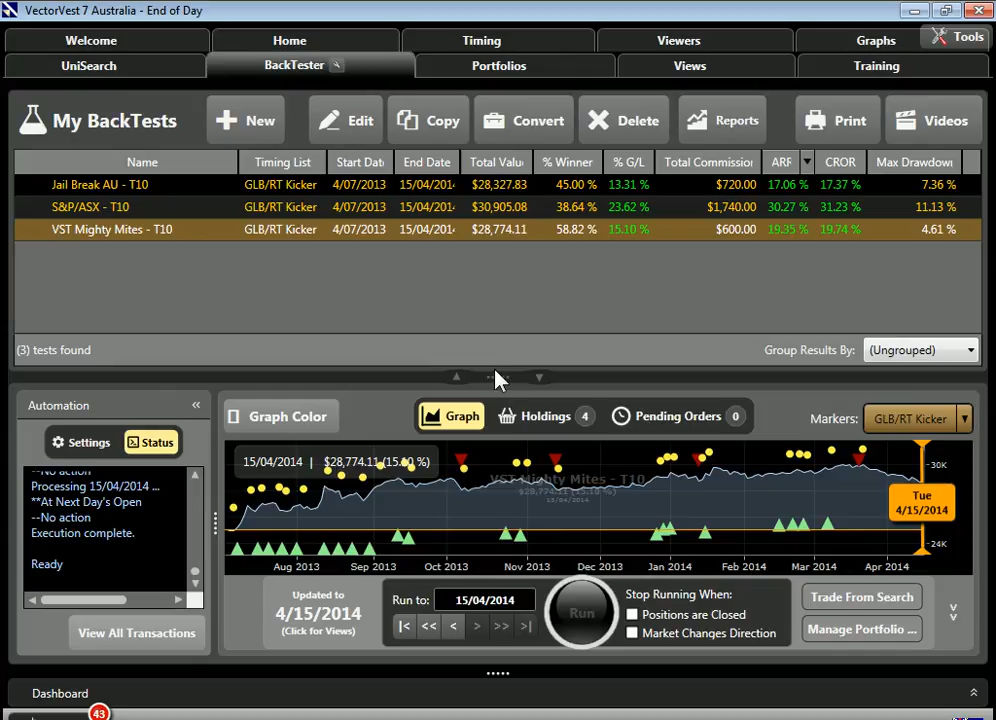 VectorVest 7 Australia - End of Day
Welcome Home Timing Viewers Graphs Tools
UniSearch BackTester Portfolios Views Training
My BackTests New Edit Copy Convert Delete Reports Print Videos
Name Timing List Start Date End Date Total Valu % Winner % G/L Total Commission ARF CROR Max Drawdown
Jail Break AU - T10 GLB/RT Kicker 4/07/2013 15/04/201 $28,327.83 45.00 % 13.31 % $720.00 17.06 % 17.37 % 7.36 %
S&P/ASX - T10 GLB/RT Kicker 4/07/2013 15/04/201 $30,905.08 38.64 % 23.62 % $1,740.00 30.27 % 31.23 % 11.13 %
VST Mighty Mites - T10 GLB/RT Kicker 4/07/2013 15/04/201 $28,774.11 58.82 % 15.10 % $600.00 19.35 % 19.74 % 4.61 %
(3) tests found Group Results By: (Ungrouped)
Automation «
Graph Color Graph Holdings 4 Pending Orders 0 Markers: GLB/RT Kicker
Settings Status
--No action
Processing 15/04/2014 ...
**At Next Day's Open
--No action
Execution complete.
Ready
View All Transactions
15/04/2014 | $28,774.11 (15.10 %)
VST Mighty Mites - T10
$28,774.11 (15.10 %)
15/04/2014
30K
Tue
4/15/2014
24K
Aug 2013 Sep 2013 Oct 2013 Nov 2013 Dec 2013 Jan 2014 Feb 2014 Mar 2014 Apr 2014
Updated to
4/15/2014
(Click for Views)
Run to: 15/04/2014
|< << < > >> >|
Run
Stop Running When:
Positions are Closed
Market Changes Direction
Trade From Search
Manage Portfolio ...
Dashboard
43